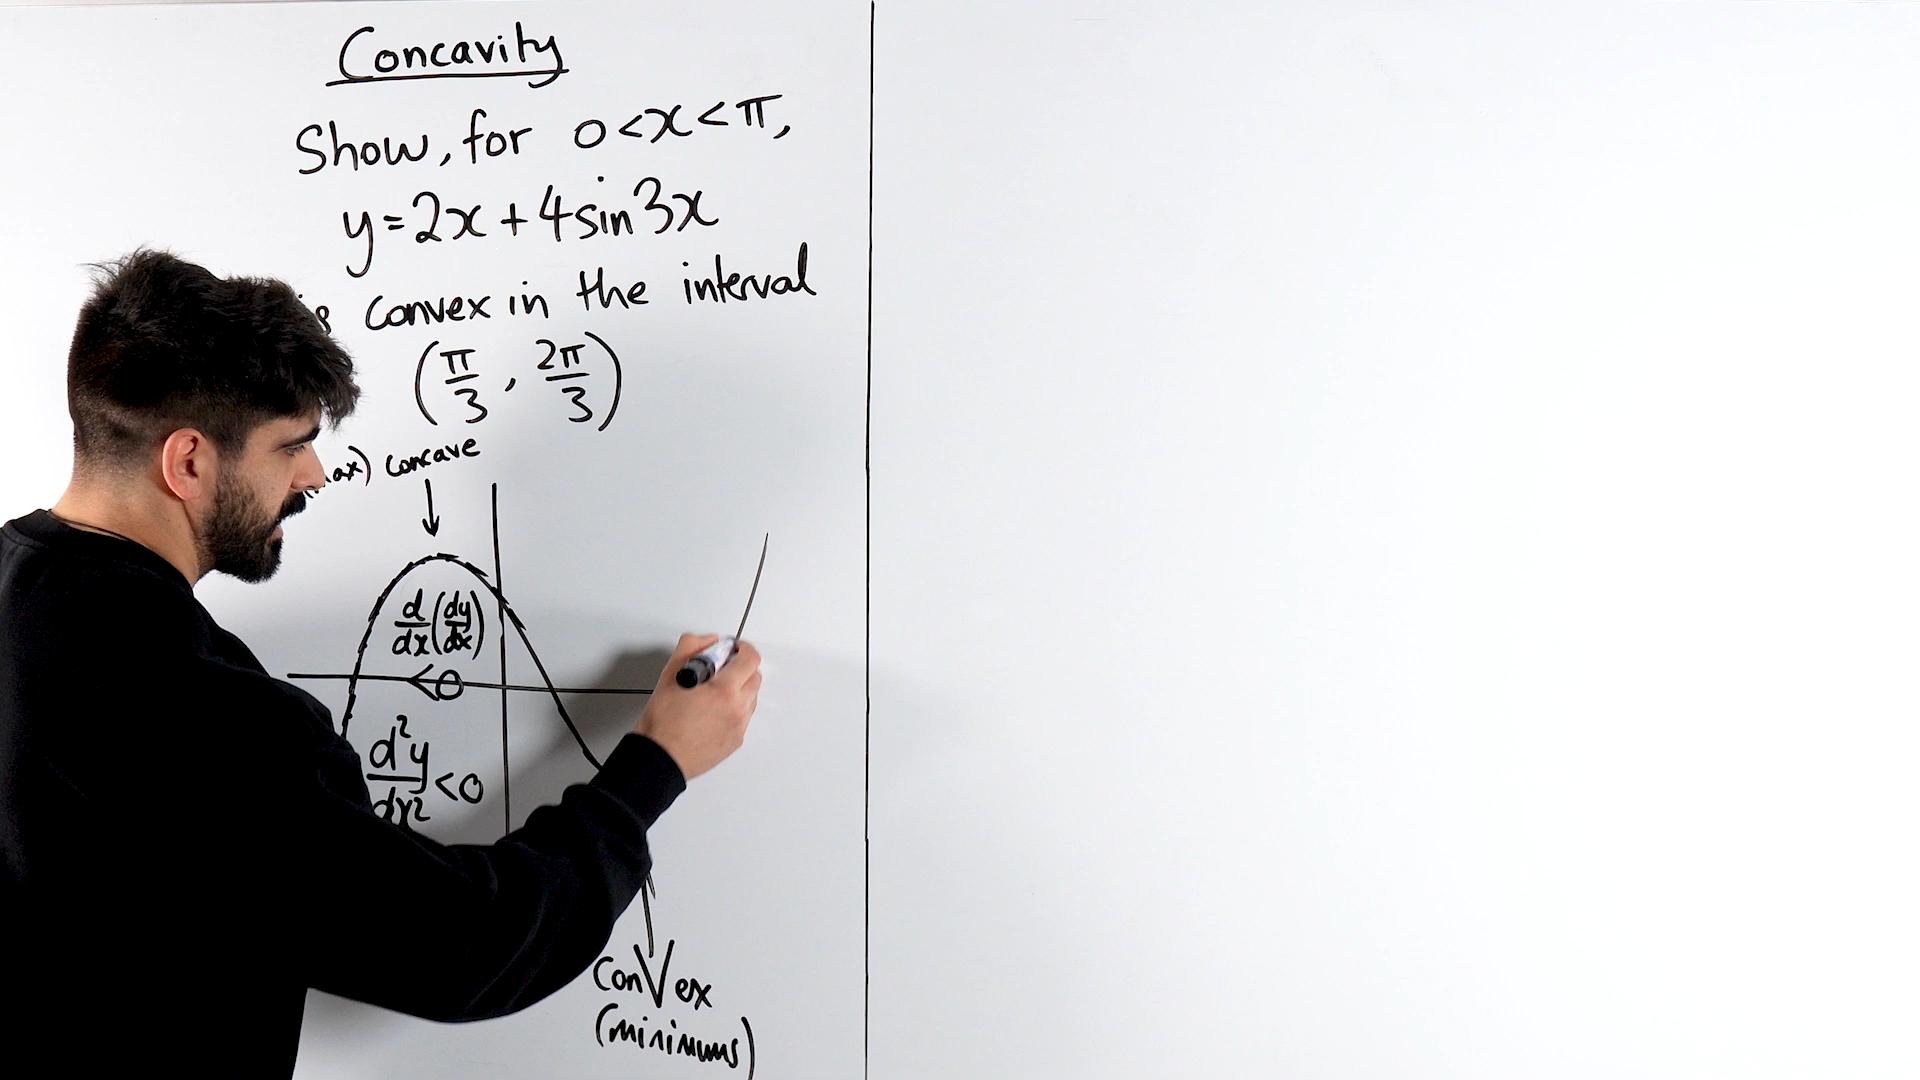 Concavity
Show, for 0<x<π,
y=2x+4sin3x
convex in the interval
(π/3, 2π/3)
concave
d/dx(dy/dx)
<0
d²y/dx²<0
conVex
(minimums)